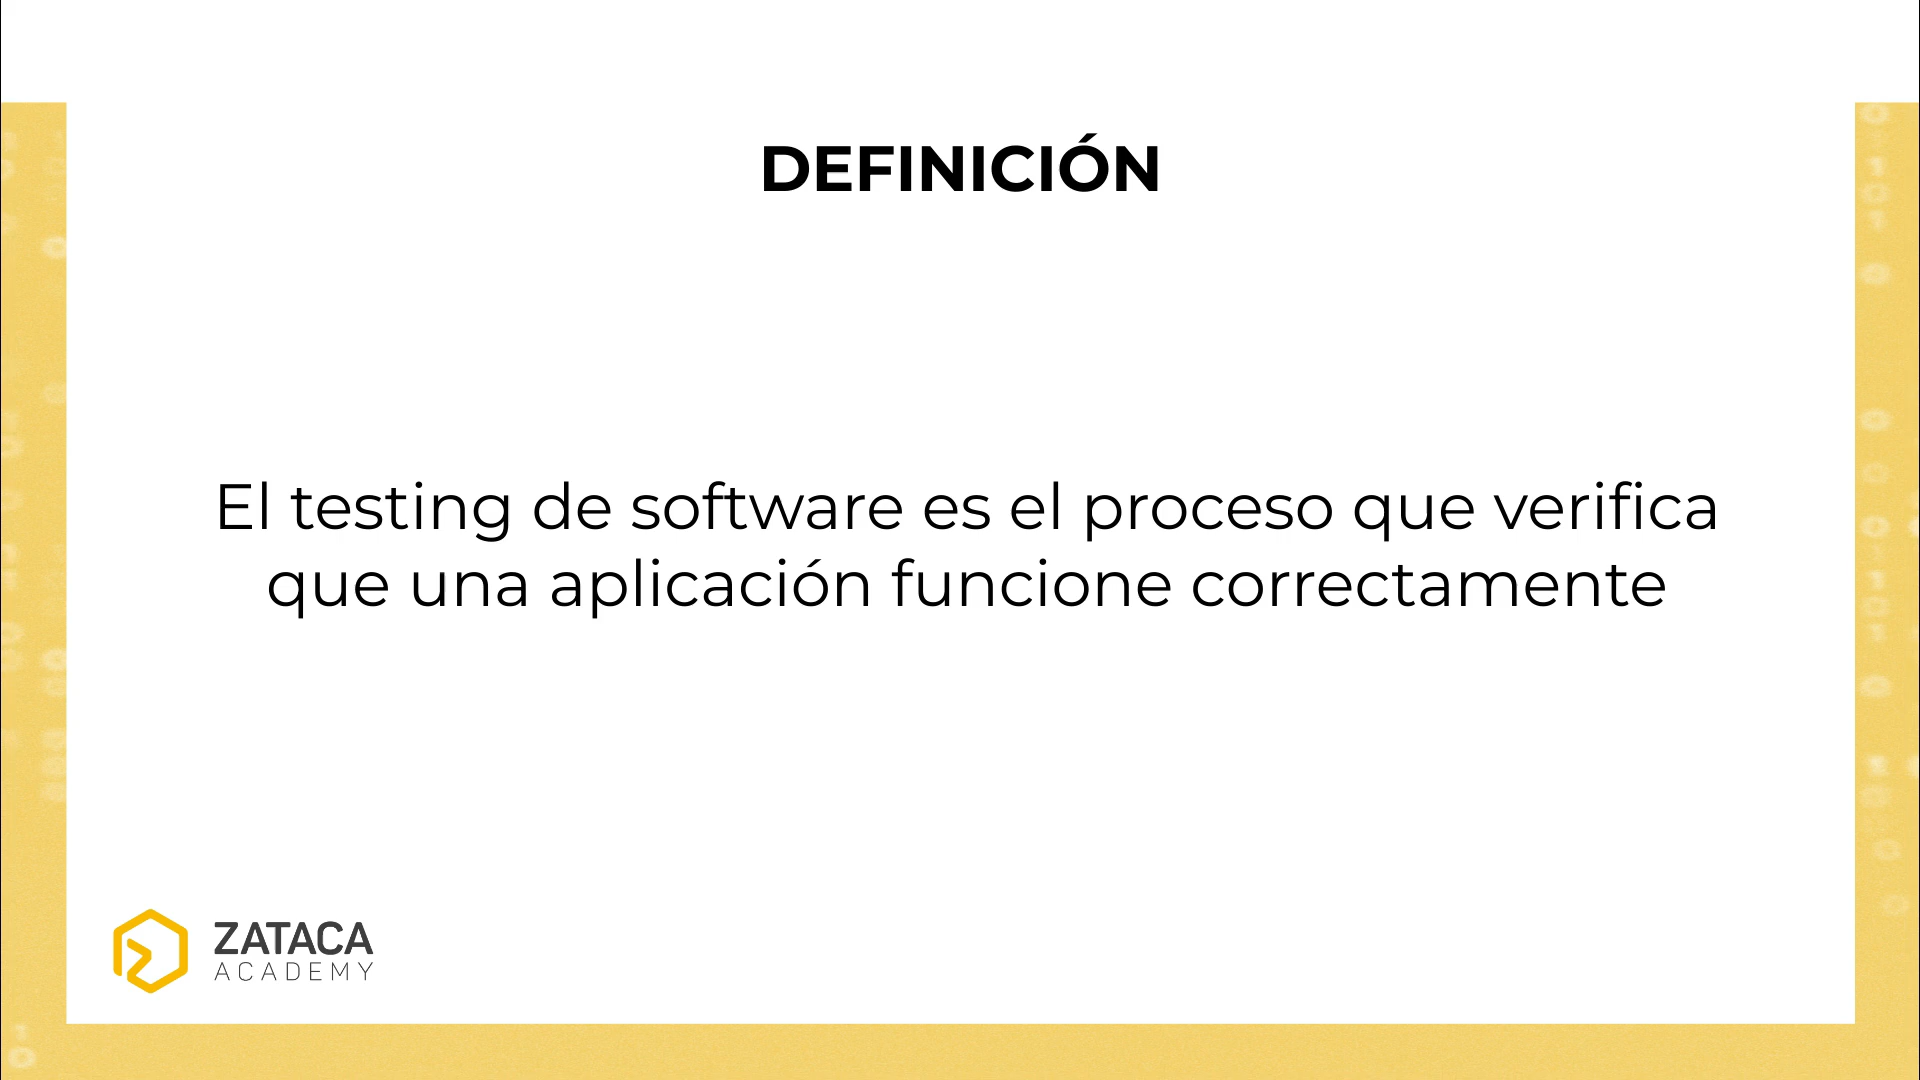 DEFINICIÓN
El testing de software es el proceso que verifica
que una aplicación funcione correctamente
ZATACA
ACADEMY